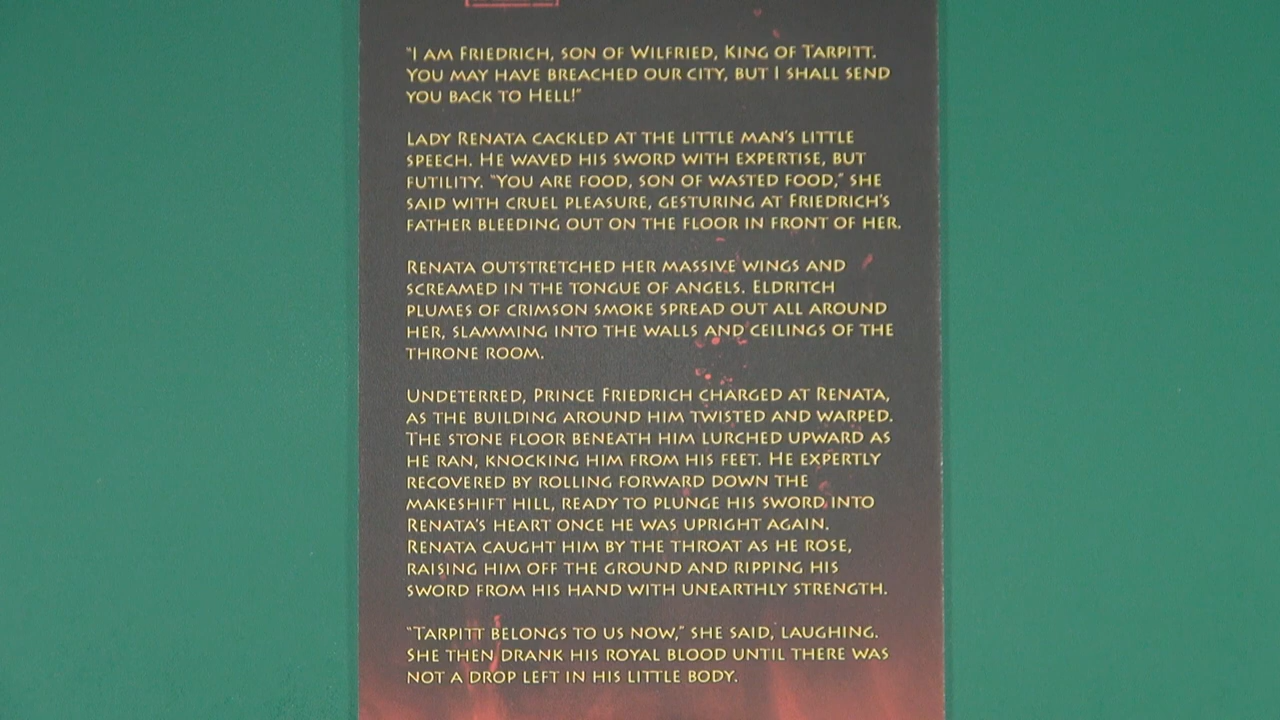 "I AM FRIEDRICH, SON OF WILFRIED, KING OF TARPITT.
YOU MAY HAVE BREACHED OUR CITY, BUT I SHALL SEND
YOU BACK TO HELL!"
LADY RENATA CACKLED AT THE LITTLE MAN'S LITTLE
SPEECH. HE WAVED HIS SWORD WITH EXPERTISE, BUT
FUTILITY. "YOU ARE FOOD, SON OF WASTED FOOD," SHE
SAID WITH CRUEL PLEASURE, GESTURING AT FRIEDRICH'S
FATHER BLEEDING OUT ON THE FLOOR IN FRONT OF HER.
RENATA OUTSTRETCHED HER MASSIVE WINGS AND
SCREAMED IN THE TONGUE OF ANGELS. ELDRITCH
PLUMES OF CRIMSON SMOKE SPREAD OUT ALL AROUND
HER, SLAMMING INTO THE WALLS AND CEILINGS OF THE
THRONE ROOM.
UNDETERRED, PRINCE FRIEDRICH CHARGED AT RENATA,
AS THE BUILDING AROUND HIM TWISTED AND WARPED.
THE STONE FLOOR BENEATH HIM LURCHED UPWARD AS
HE RAN, KNOCKING HIM FROM HIS FEET. HE EXPERTLY
RECOVERED BY ROLLING FORWARD DOWN THE
MAKESHIFT HILL, READY TO PLUNGE HIS SWORD INTO
RENATA'S HEART ONCE HE WAS UPRIGHT AGAIN.
RENATA CAUGHT HIM BY THE THROAT AS HE ROSE,
RAISING HIM OFF THE GROUND AND RIPPING HIS
SWORD FROM HIS HAND WITH UNEARTHLY STRENGTH.
"TARPITT BELONGS TO US NOW," SHE SAID, LAUGHING.
SHE THEN DRANK HIS ROYAL BLOOD UNTIL THERE WAS
NOT A DROP LEFT IN HIS LITTLE BODY.